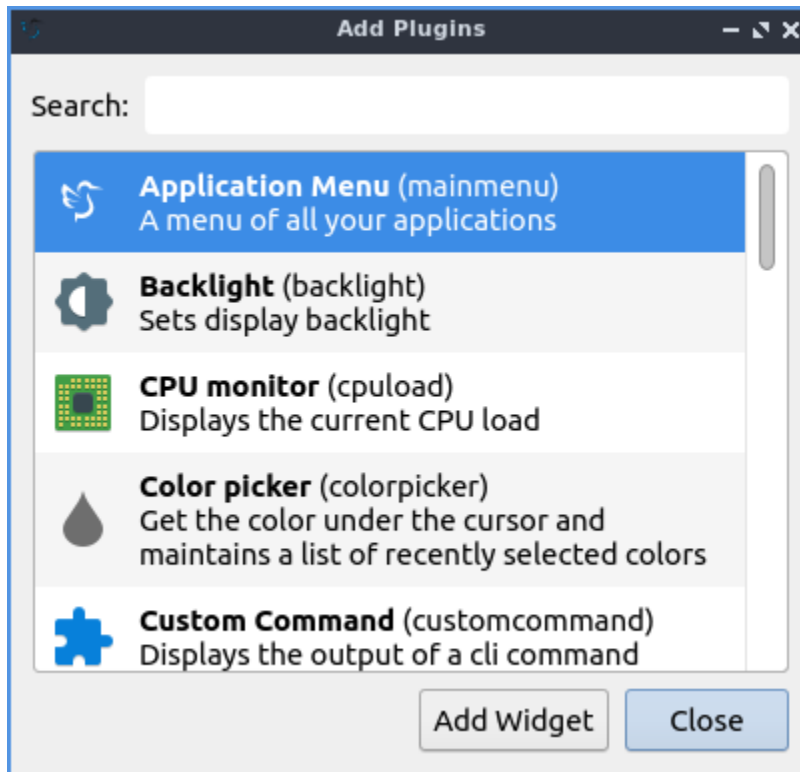 Add Plugins
Search:
Application Menu (mainmenu)
A menu of all your applications
Backlight (backlight)
Sets display backlight
CPU monitor (cpuload)
Displays the current CPU load
Color picker (colorpicker)
Get the color under the cursor and
maintains a list of recently selected colors
Custom Command (customcommand)
Displays the output of a cli command
Add Widget
Close